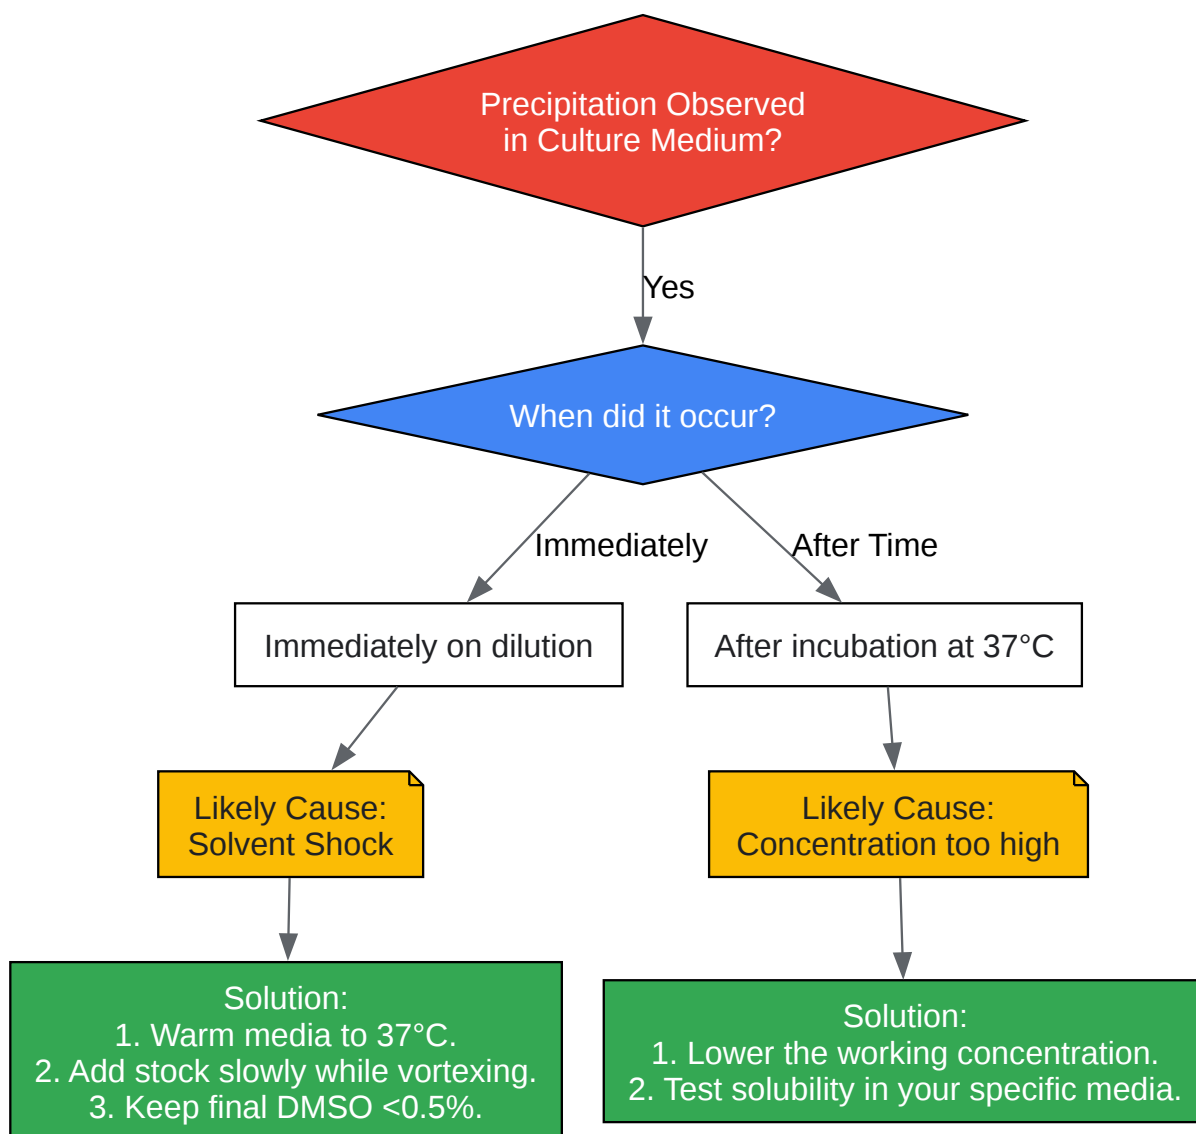 Precipitation Observed
in Culture Medium?
Yes
When did it occur?
Immediately
After Time
Immediately on dilution
After incubation at 37°C
Likely Cause:
Solvent Shock
Likely Cause:
Concentration too high
Solution:
1. Warm media to 37°C.
2. Add stock slowly while vortexing.
3. Keep final DMSO <0.5%.
Solution:
1. Lower the working concentration.
2. Test solubility in your specific media.